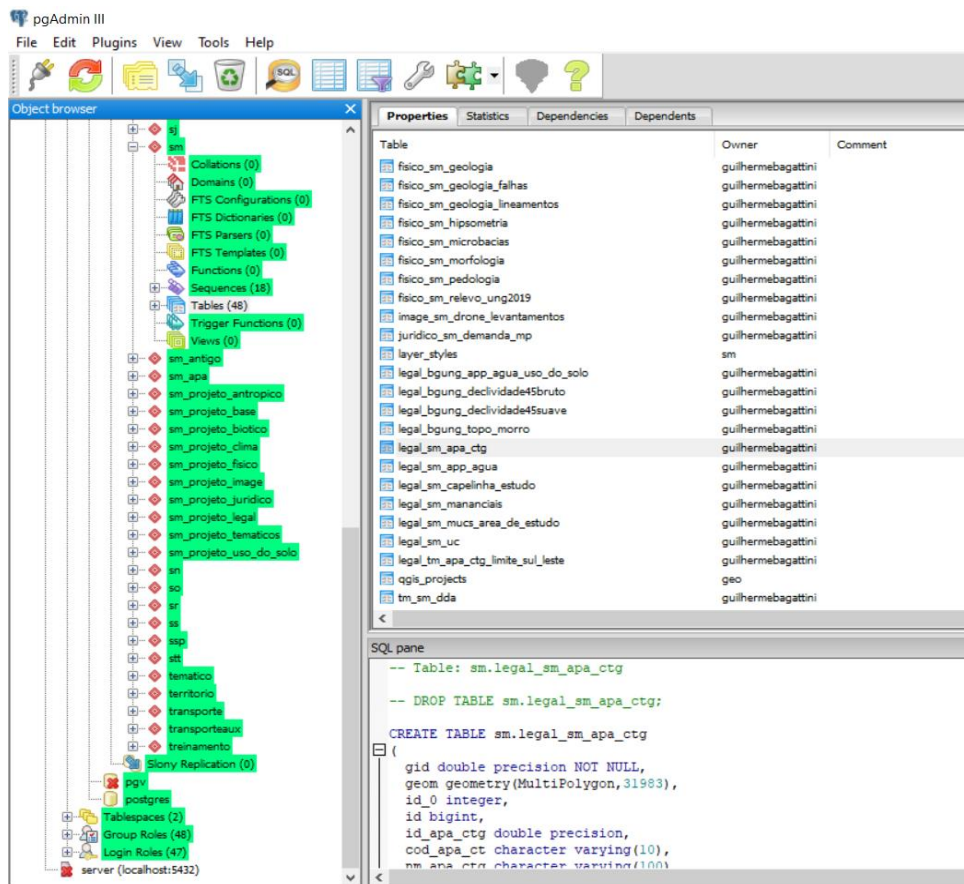 pgAdmin III
File Edit Plugins View Tools Help
SQL
Object browser
sj
sm
Collations (0)
Domains (0)
FTS Configurations (0)
FTS Dictionaries (0)
FTS Parsers (0)
FTS Templates (0)
Functions (0)
Sequences (18)
Tables (48)
Trigger Functions (0)
Views (0)
sm_antigo
sm_apa
sm_projeto_antropico
sm_projeto_base
sm_projeto_biotico
sm_projeto_clima
sm_projeto_fisico
sm_projeto_image
sm_projeto_juridico
sm_projeto_legal
sm_projeto_tematicos
sm_projeto_uso_do_solo
sn
so
sr
ss
ssp
stt
tematico
territorio
transporte
transporteaux
treinamento
Slony Replication (0)
pgv
postgres
Tablespaces (2)
Group Roles (48)
Login Roles (47)
server (localhost:5432)
Properties Statistics Dependencies Dependents
Table Owner Comment
fisico_sm_geologia guilhermebagattini
fisico_sm_geologia_falhas guilhermebagattini
fisico_sm_geologia_lineamentos guilhermebagattini
fisico_sm_hipsometria guilhermebagattini
fisico_sm_microbacias guilhermebagattini
fisico_sm_morfologia guilhermebagattini
fisico_sm_pedologia guilhermebagattini
fisico_sm_relevo_ung2019 guilhermebagattini
image_sm_drone_levantamentos guilhermebagattini
juridico_sm_demanda_mp guilhermebagattini
layer_styles sm
legal_bgung_app_agua_uso_do_solo guilhermebagattini
legal_bgung_declividade45bruto guilhermebagattini
legal_bgung_declividade45suave guilhermebagattini
legal_bgung_topo_morro guilhermebagattini
legal_sm_apa_ctg guilhermebagattini
legal_sm_app_agua guilhermebagattini
legal_sm_capelinha_estudo guilhermebagattini
legal_sm_mananciais guilhermebagattini
legal_sm_mucs_area_de_estudo guilhermebagattini
legal_sm_uc guilhermebagattini
legal_tm_apa_ctg_limite_sul_leste guilhermebagattini
qgis_projects geo
tm_sm_dda guilhermebagattini
SQL pane
-- Table: sm.legal_sm_apa_ctg
-- DROP TABLE sm.legal_sm_apa_ctg;
CREATE TABLE sm.legal_sm_apa_ctg
(
gid double precision NOT NULL,
geom geometry(MultiPolygon,31983),
id_0 integer,
id bigint,
id_apa_ctg double precision,
cod_apa_ct character varying(10),
nm_apa_ctg character varying(100)